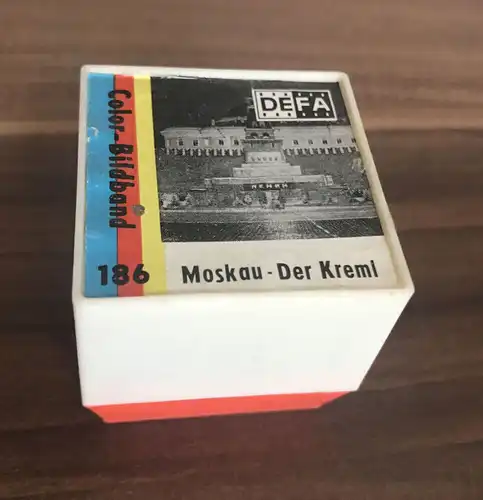 DEFA
Color-Bildband
ЛЕНИН
186 Moskau - Der Kreml